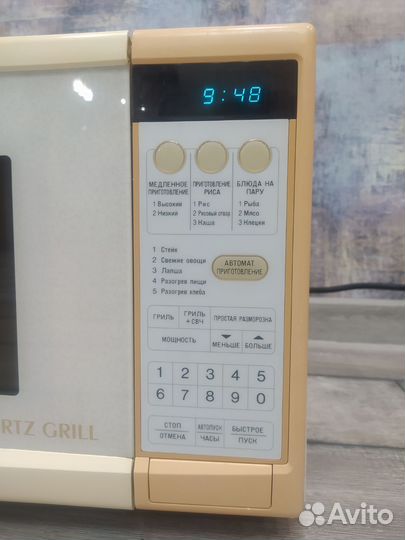 9:48
МЕДЛЕННОЕ ПРИГОТОВЛЕНИЕ
1 Высокий
2 Низкий
ПРИГОТОВЛЕНИЕ РИСА
1 Рис
2 Рисовый отвар
3 Каша
БЛЮДА НА ПАРУ
1 Рыба
2 Мясо
3 Клецки
1 Стейк
2 Свежие овощи
3 Лапша
4 Разогрев пищи
5 Разогрев хлеба
АВТОМАТ.
ПРИГОТОВЛЕНИЕ
ГРИЛЬ
ГРИЛЬ
+ СВЧ
ПРОСТАЯ РАЗМОРОЗКА
МОЩНОСТЬ
МЕНЬШЕ
БОЛЬШЕ
1 2 3 4 5
6 7 8 9 0
СТОП
ОТМЕНА
АВТОПУСК
ЧАСЫ
БЫСТРОЕ
ПУСК
RTZ GRILL
Avito